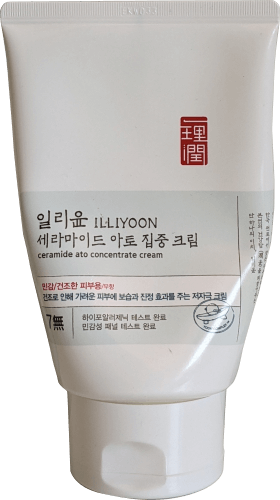 理潤
일리윤 ILLIYOON
세라마이드 아토 집중 크림
ceramide ato concentrate cream
민감/건조한 피부용/무향
건조로 인해 가려운 피부에 보습과 진정 효과를 주는 저자극 크림
7無
하이포알러제닉 테스트 완료
민감성 패널 테스트 완료